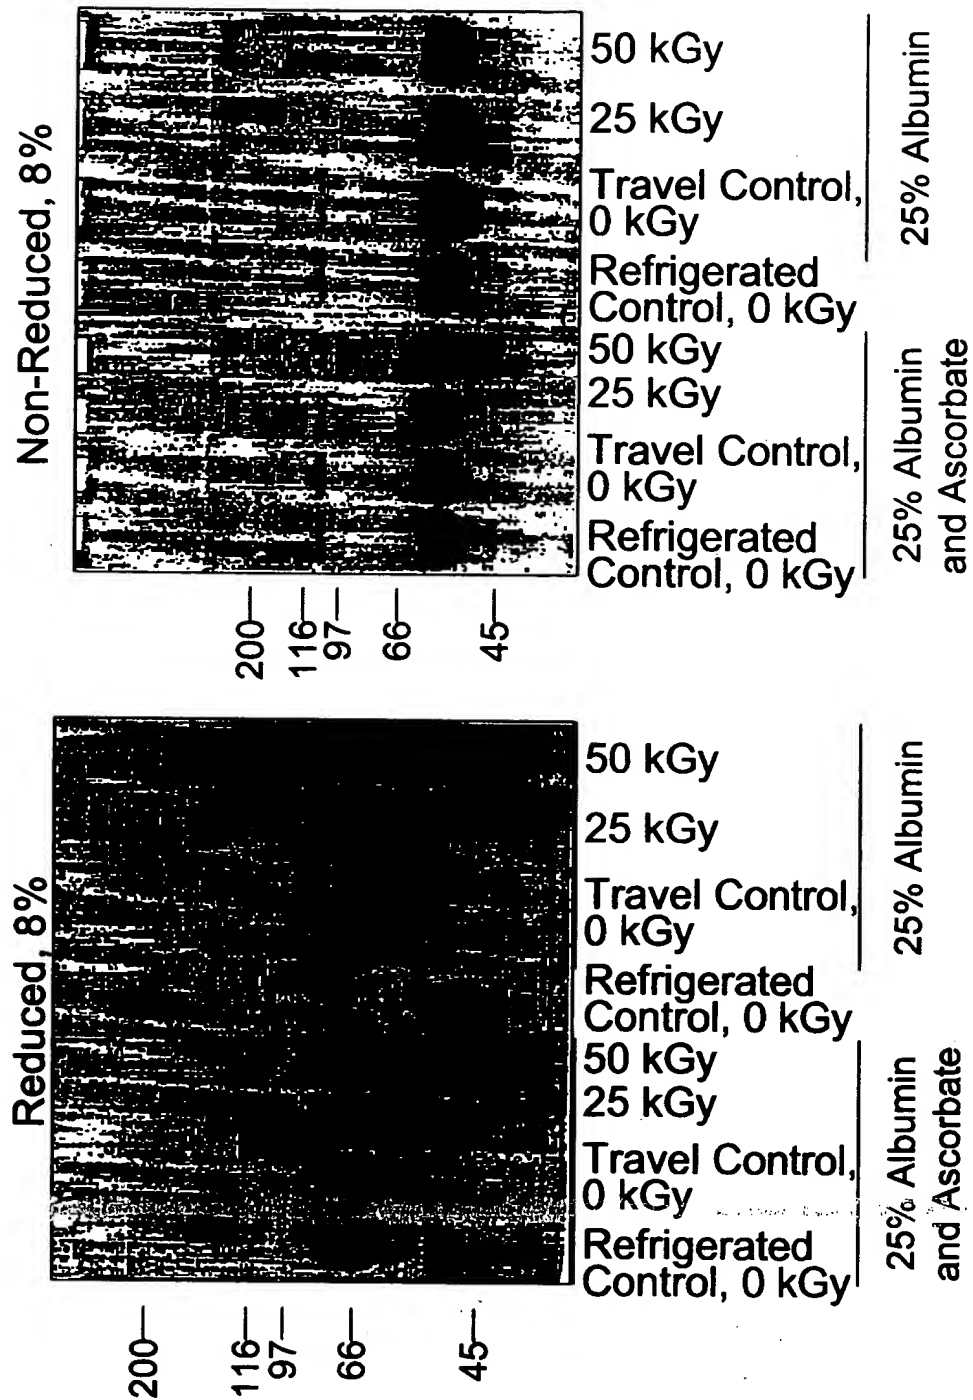 Non-Reduced, 8%
50 kGy
25 kGy
Travel Control,
0 kGy
Refrigerated
Control, 0 kGy
50 kGy
25 kGy
Travel Control,
0 kGy
Refrigerated
Control, 0 kGy
25% Albumin
25% Albumin
and Ascorbate
200
116
97
66
45
Reduced, 8%
50 kGy
25 kGy
Travel Control,
0 kGy
Refrigerated
Control, 0 kGy
50 kGy
25 kGy
Travel Control,
0 kGy
Refrigerated
Control, 0 kGy
25% Albumin
25% Albumin
and Ascorbate
200
116
97
66
45